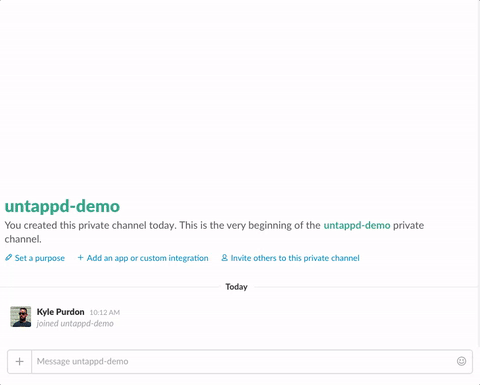 untappd-demo
You created this private channel today. This is the very beginning of the untappd-demo private
channel.
Set a purpose + Add an app or custom integration Invite others to this private channel
Today
Kyle Purdon 10:12 AM
joined untappd-demo
+ Message untappd-demo